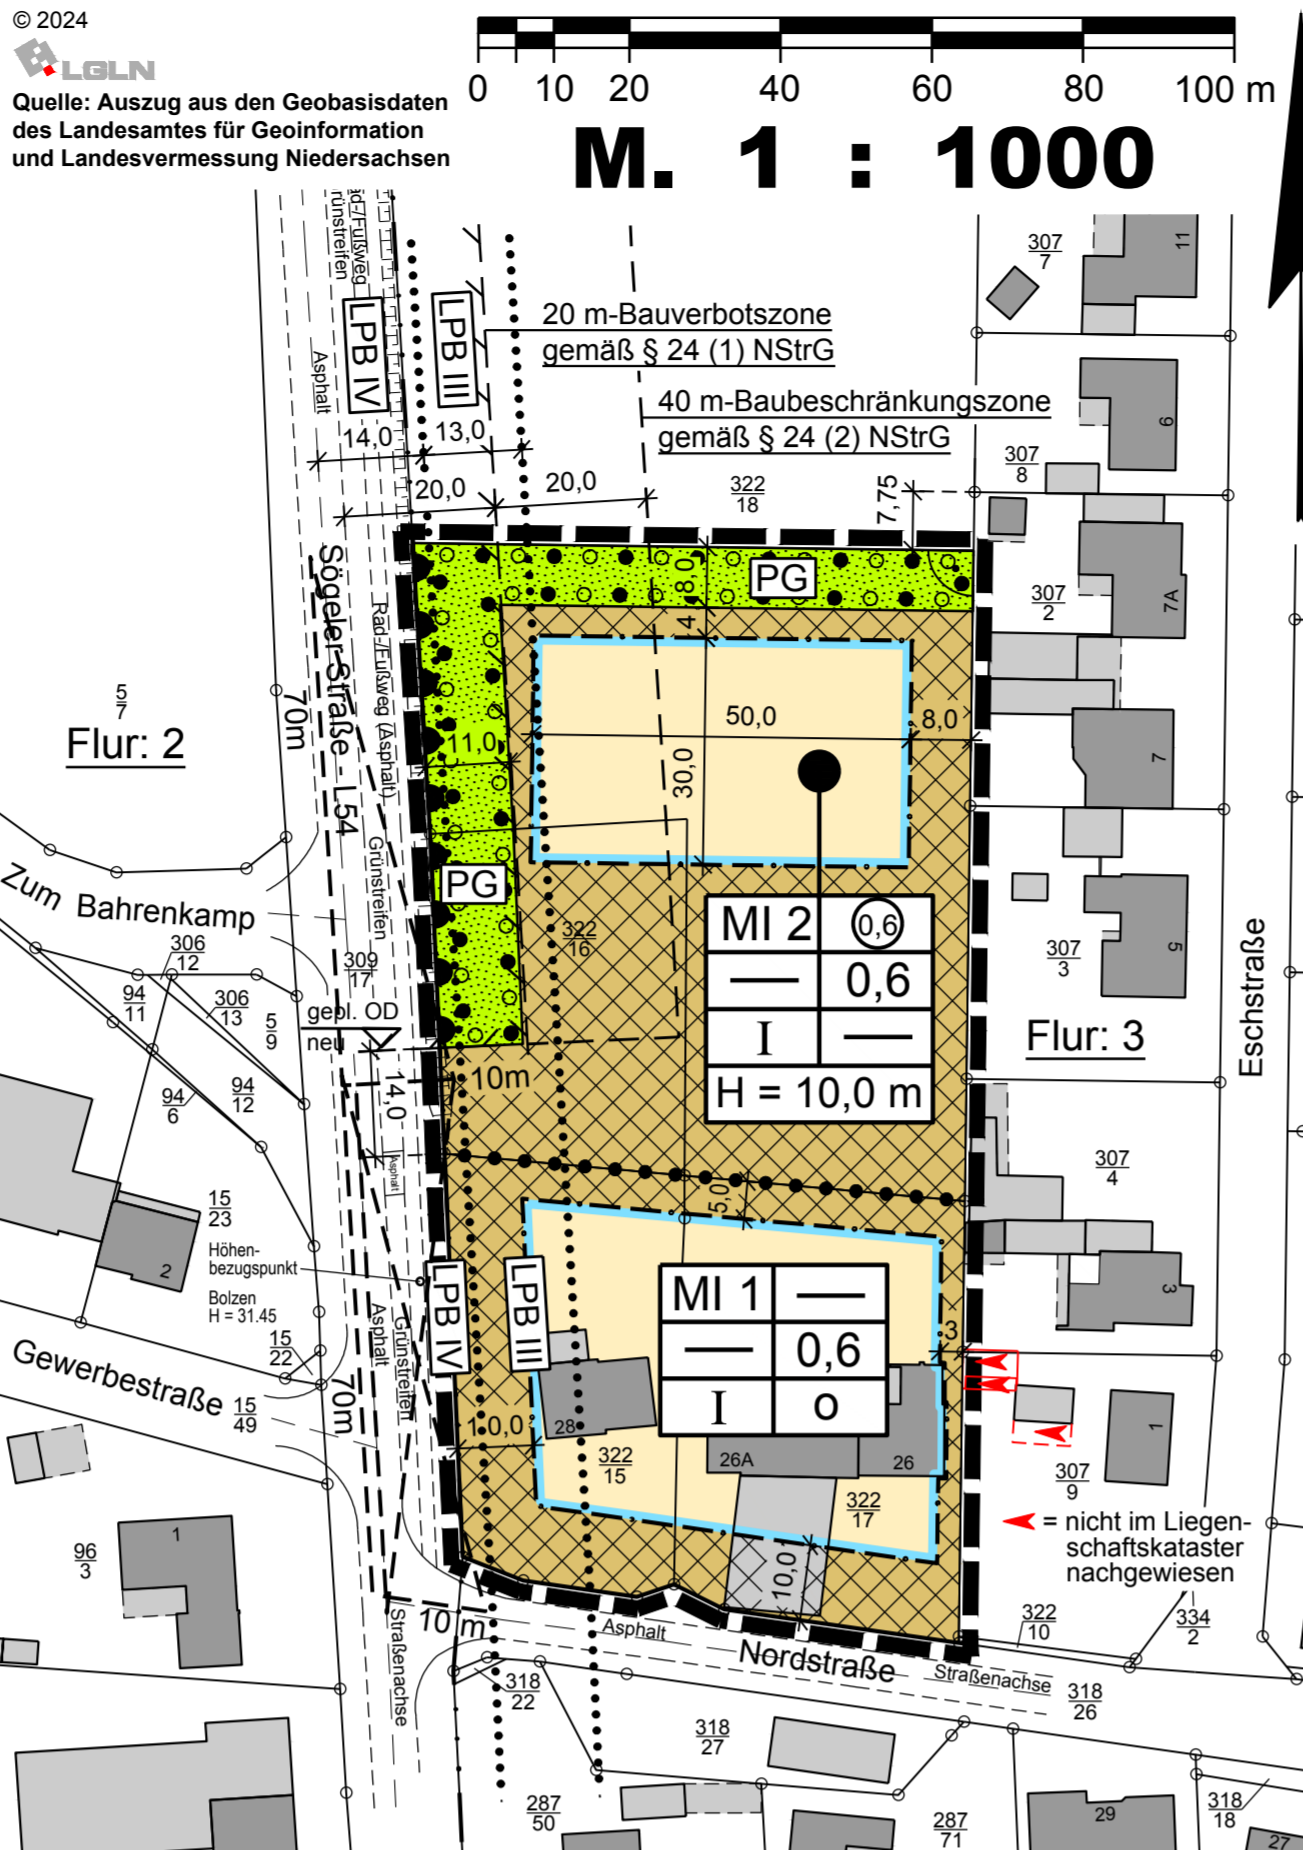 © 2024
LGLN
Quelle: Auszug aus den Geobasisdaten
des Landesamtes für Geoinformation
und Landesvermessung Niedersachsen
0 10 20 40 60 80 100 m
M. 1 : 1000
Rad-/Fußweg
Grünstreifen
Asphalt
LPB IV
LPB III
20 m-Bauverbotszone
gemäß § 24 (1) NStrG
40 m-Baubeschränkungszone
gemäß § 24 (2) NStrG
14,0
13,0
20,0
20,0
322
18
7,75
307
7
11
9
307
8
307
2
7A
7
PG
8,0
4
50,0
8,0
30,0
11,0
Sögeler Straße - L54
Rad-/Fußweg (Asphalt)
Grünstreifen
70m
5
7
Flur: 2
Zum Bahrenkamp
PG
322
16
MI 2
0,6
0,6
I
H = 10,0 m
307
3
5
Flur: 3
Eschstraße
306
12
94
11
306
13
5
9
309
17
gepl. OD
neu
10m
14,0
Asphalt
94
6
94
12
307
4
3
5,0
15
23
2
Höhen-
bezugspunkt
Bolzen
H = 31.45
15
22
Gewerbestraße
15
49
70m
Asphalt
Grünstreifen
LPB IV
LPB III
MI 1
0,6
I
o
3
10,0
28
322
15
26A
26
322
17
1
307
9
= nicht im Liegen-
schaftskataster
nachgewiesen
96
3
1
10,0
10 m
Straßenachse
Asphalt
Nordstraße
Straßenachse
322
10
334
2
318
22
318
26
318
27
287
50
287
71
29
318
18
27